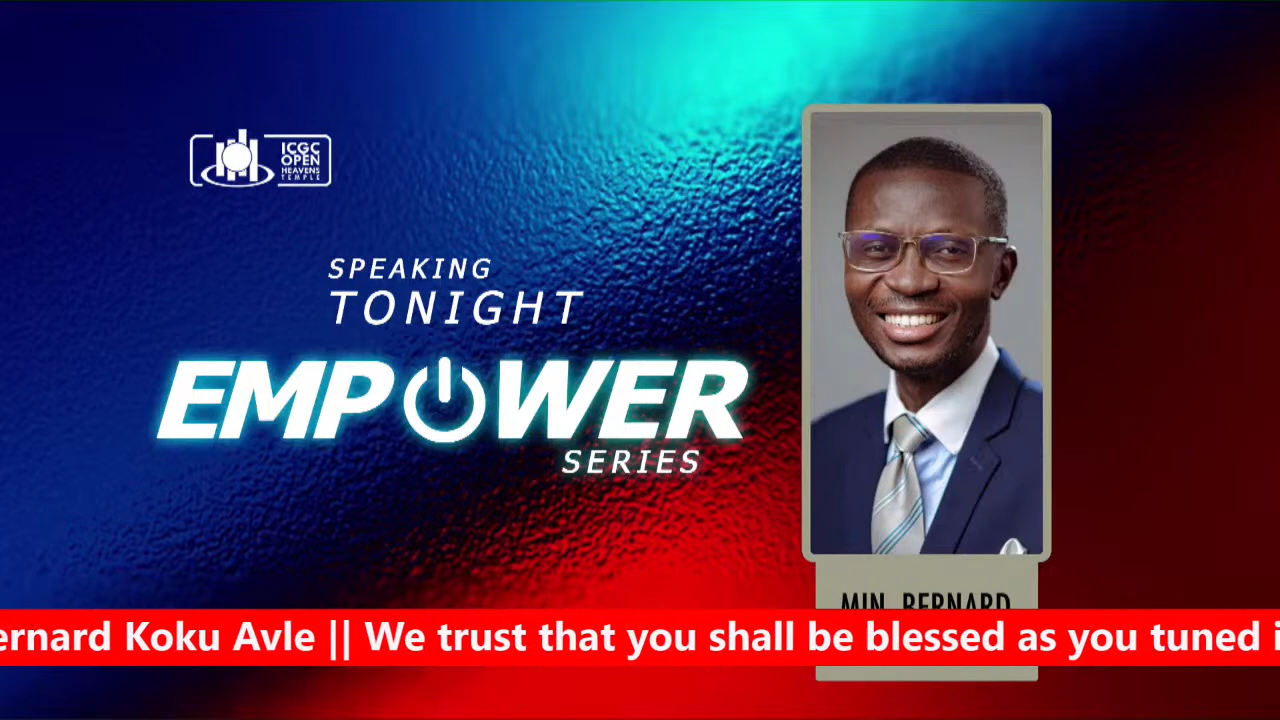 ICGC
OPEN
HEAVENS
TEMPLE
SPEAKING
TONIGHT
EMPOWER
SERIES
MIN. BERNARD
ernard Koku Avle || We trust that you shall be blessed as you tuned i